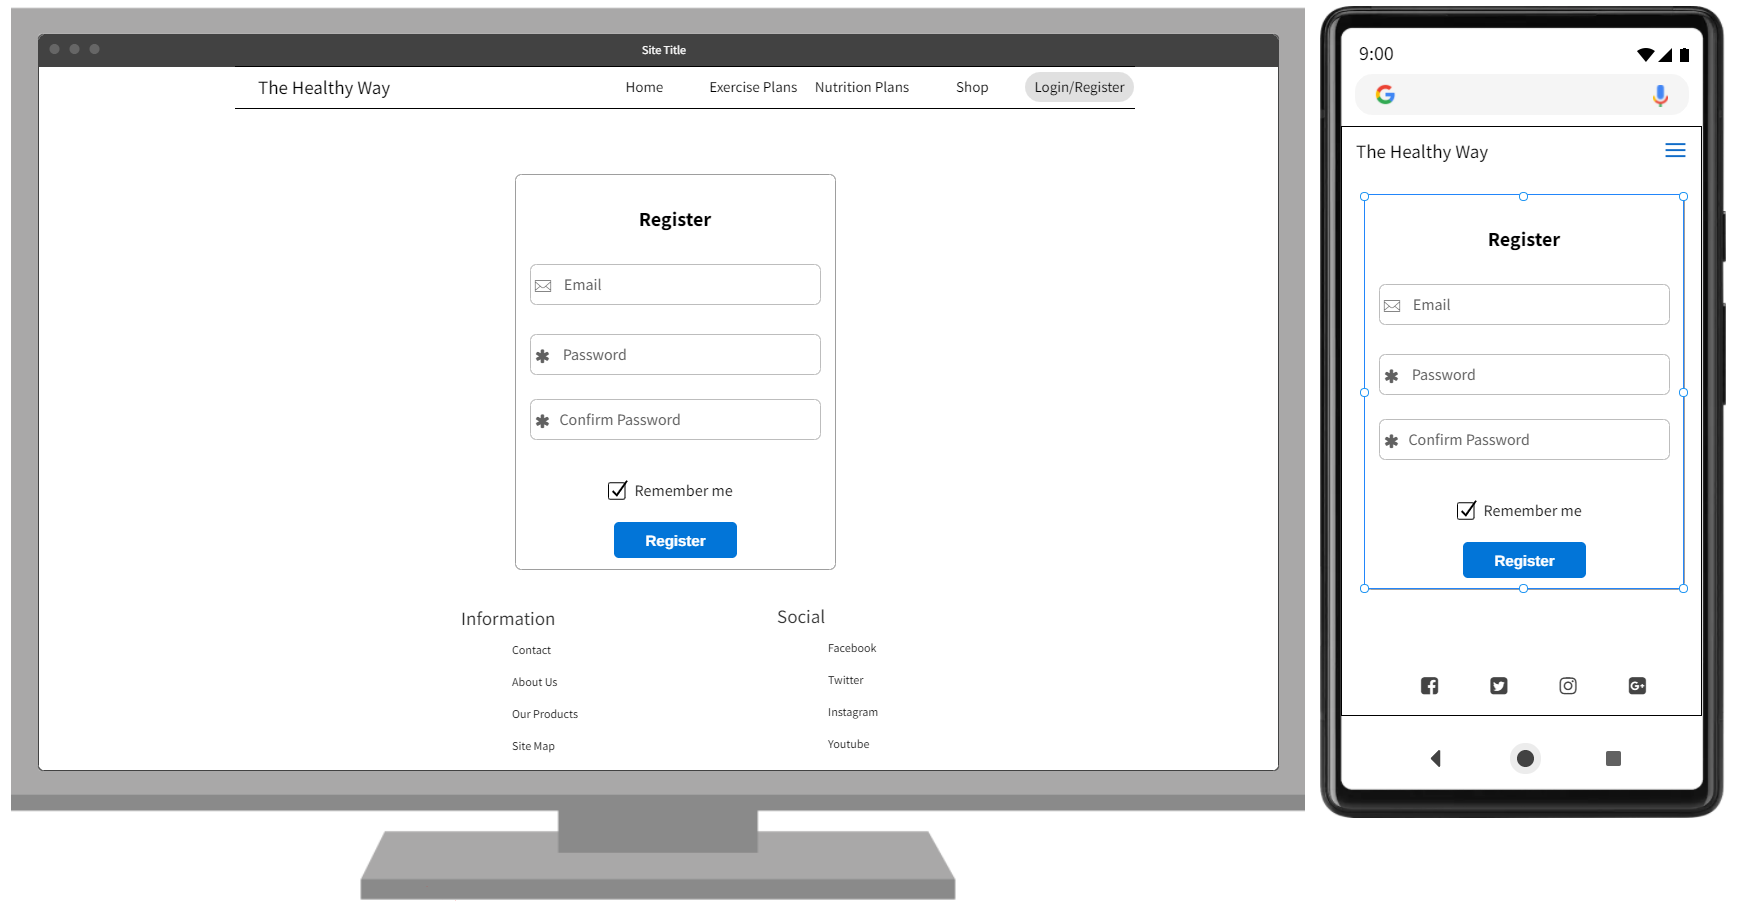 Site Title
The Healthy Way Home Exercise Plans Nutrition Plans Shop Login/Register
Register
Email
Password
Confirm Password
Remember me
Register
Information
Contact
About Us
Our Products
Site Map
Social
Facebook
Twitter
Instagram
Youtube
9:00
The Healthy Way
Register
Email
Password
Confirm Password
Remember me
Register